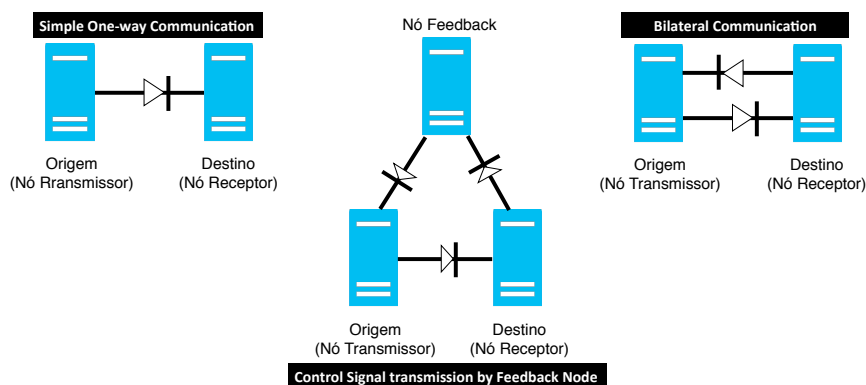 Simple One-way Communication
Origem
(Nó Rransmissor)
Destino
(Nó Receptor)
Nó Feedback
Origem
(Nó Transmissor)
Destino
(Nó Receptor)
Control Signal transmission by Feedback Node
Bilateral Communication
Origem
(Nó Transmissor)
Destino
(Nó Receptor)